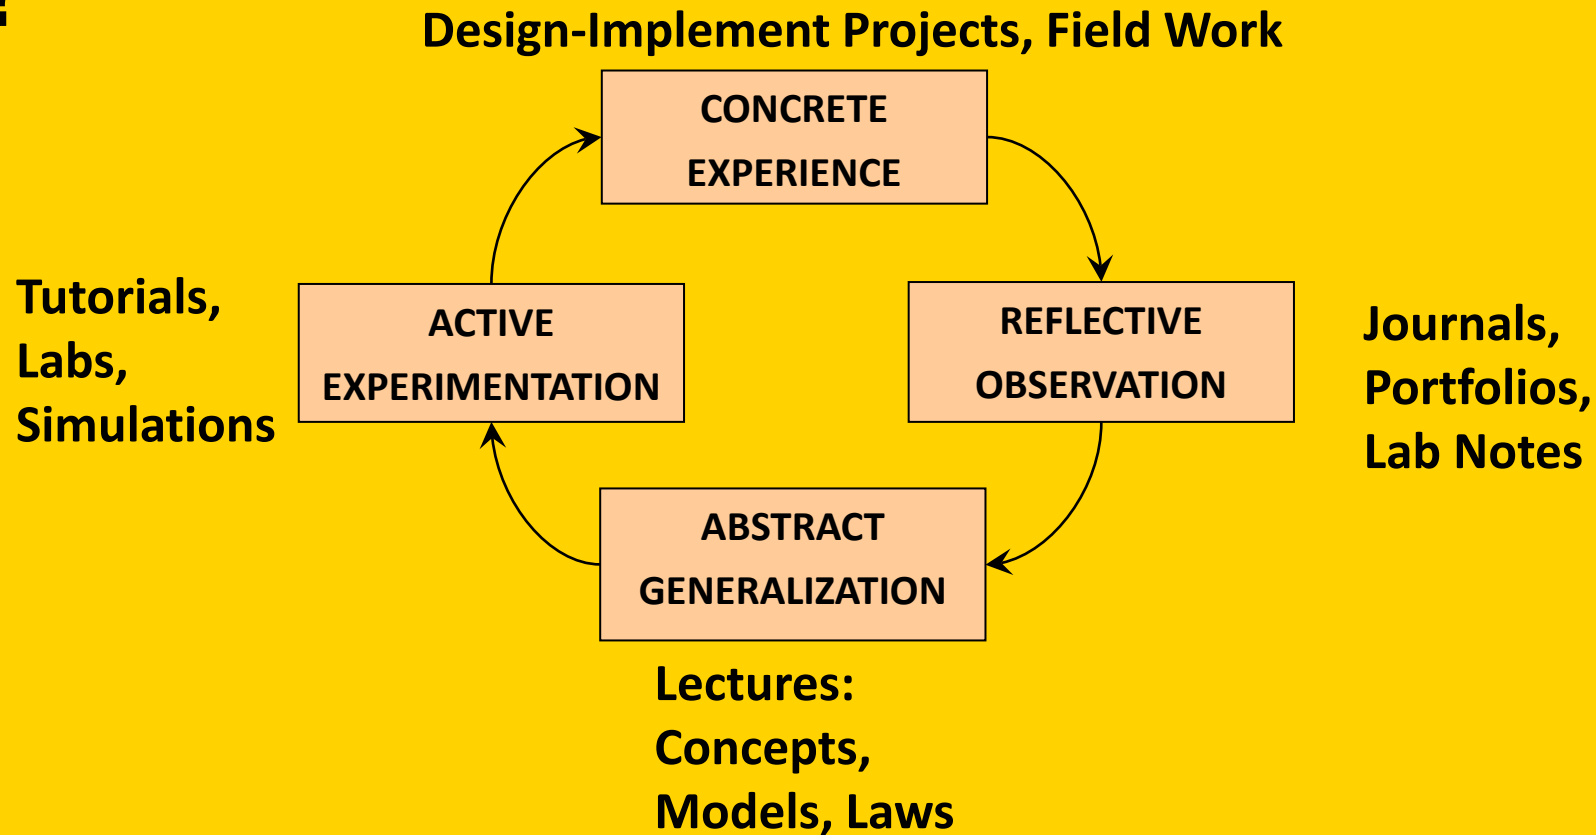 Design-Implement Projects, Field Work
CONCRETE
EXPERIENCE
Tutorials,
Labs,
Simulations
ACTIVE
EXPERIMENTATION
REFLECTIVE
OBSERVATION
Journals,
Portfolios,
Lab Notes
ABSTRACT
GENERALIZATION
Lectures:
Concepts,
Models, Laws